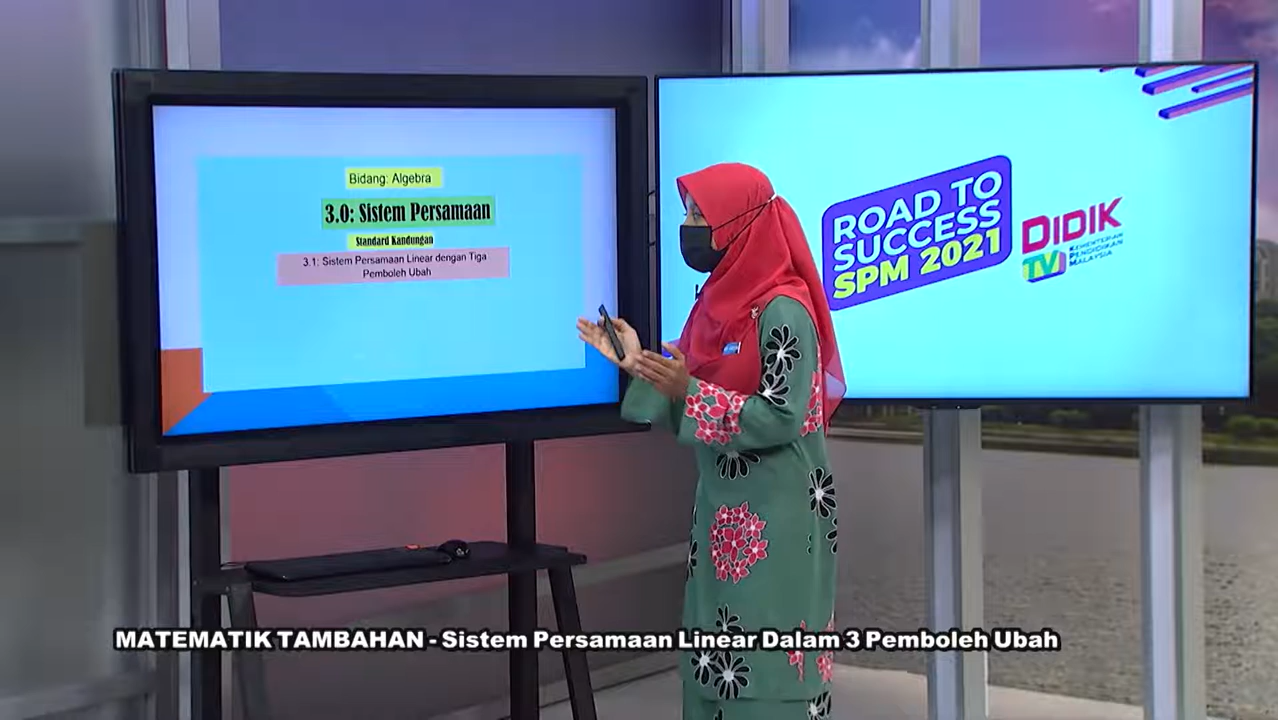 Bidang: Algebra
3.0: Sistem Persamaan
Standard Kandungan
3.1: Sistem Persamaan Linear dengan Tiga
Pemboleh Ubah
ROAD TO
SUCCESS
SPM 2021
DIDIK
TV
KEMENTERIAN
PENDIDIKAN
MALAYSIA
MATEMATIK TAMBAHAN - Sistem Persamaan Linear Dalam 3 Pemboleh Ubah